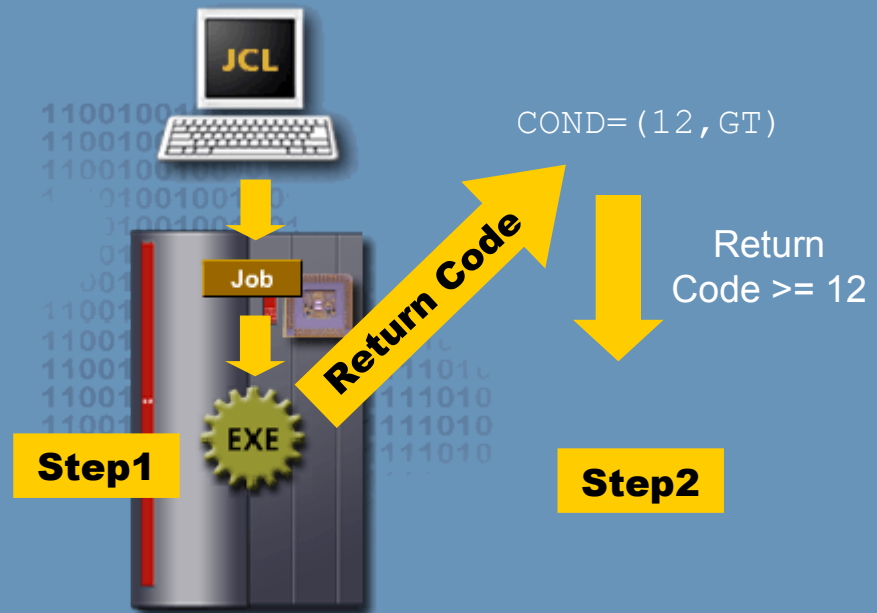 JCL
COND=(12,GT)
Return Code
Return
Code >= 12
Job
EXE
Step1
Step2